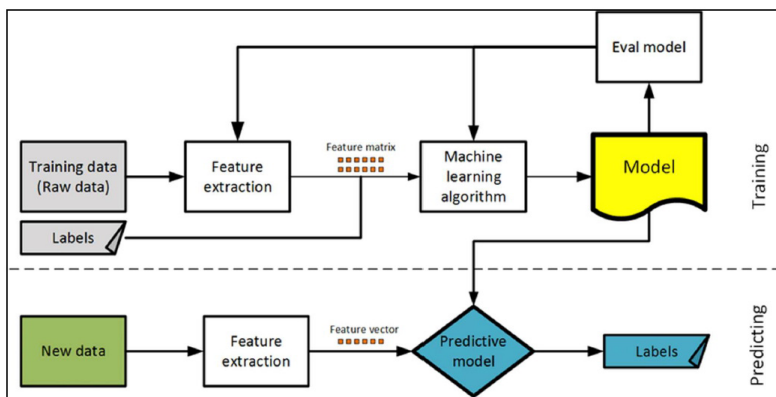 Eval model
Training data
(Raw data)
Feature
extraction
Feature matrix
Machine
learning
algorithm
Model
Training
Labels
New data
Feature
extraction
Feature vector
Predictive
model
Labels
Predicting